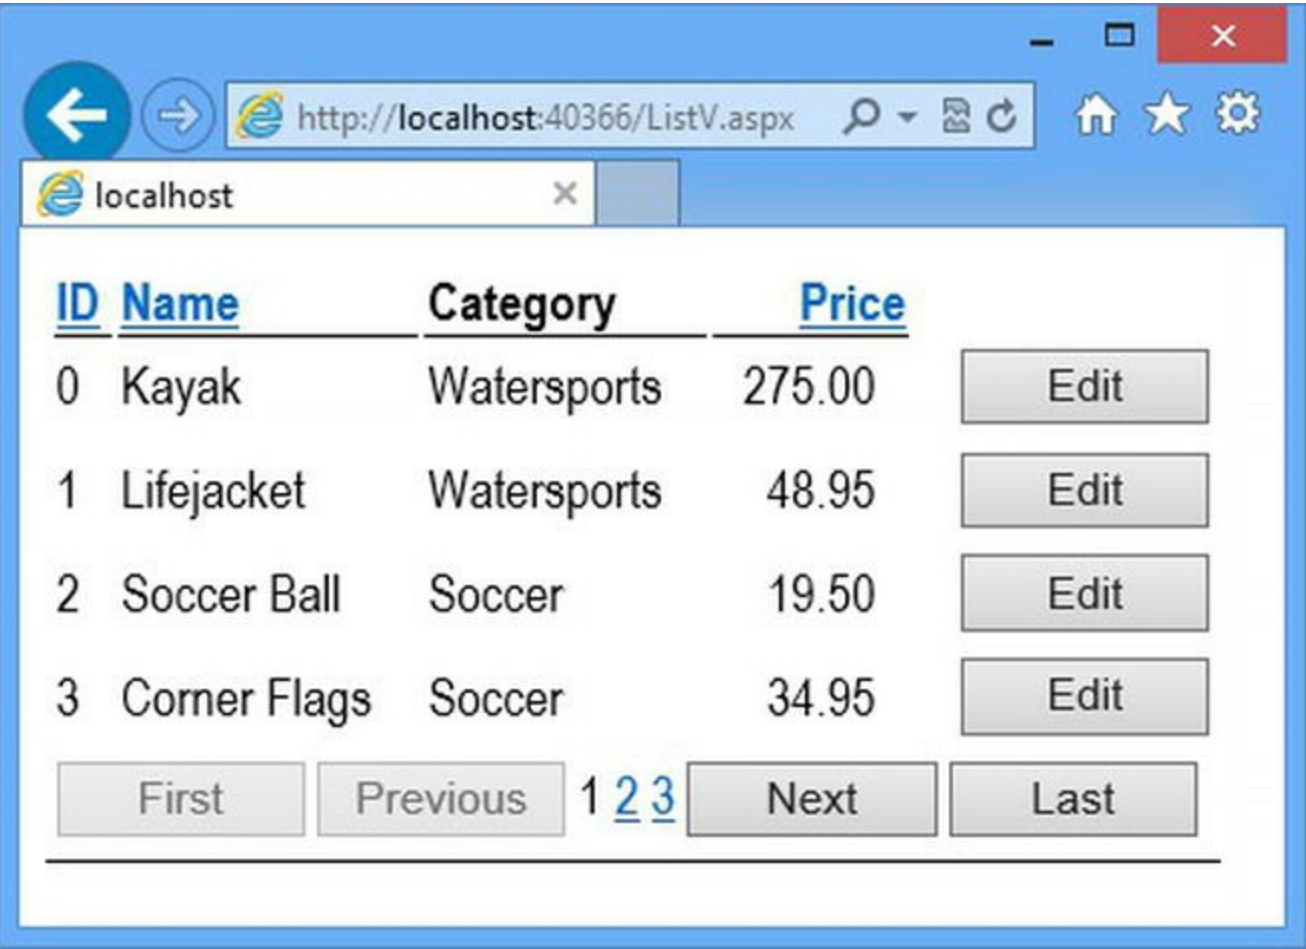 http://localhost:40366/ListV.aspx
localhost
ID Name Category Price
0 Kayak Watersports 275.00 Edit
1 Lifejacket Watersports 48.95 Edit
2 Soccer Ball Soccer 19.50 Edit
3 Corner Flags Soccer 34.95 Edit
First Previous 1 2 3 Next Last